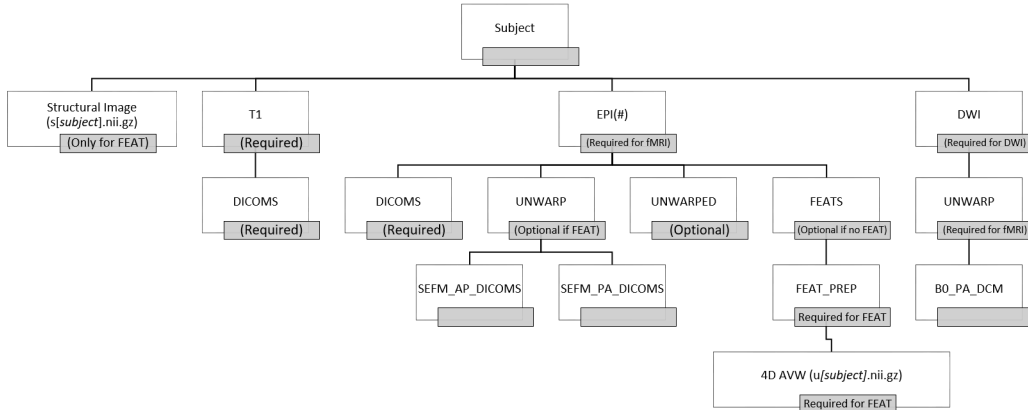 Subject
Structural Image
(s[subject].nii.gz)
(Only for FEAT)
T1
(Required)
EPI(#)
(Required for fMRI)
DWI
(Required for DWI)
DICOMS
(Required)
DICOMS
(Required)
UNWARP
(Optional if FEAT)
UNWARPED
(Optional)
FEATS
(Optional if no FEAT)
UNWARP
(Required for fMRI)
SEFM_AP_DICOMS
SEFM_PA_DICOMS
FEAT_PREP
Required for FEAT
B0_PA_DCM
4D AVW (u[subject].nii.gz)
Required for FEAT